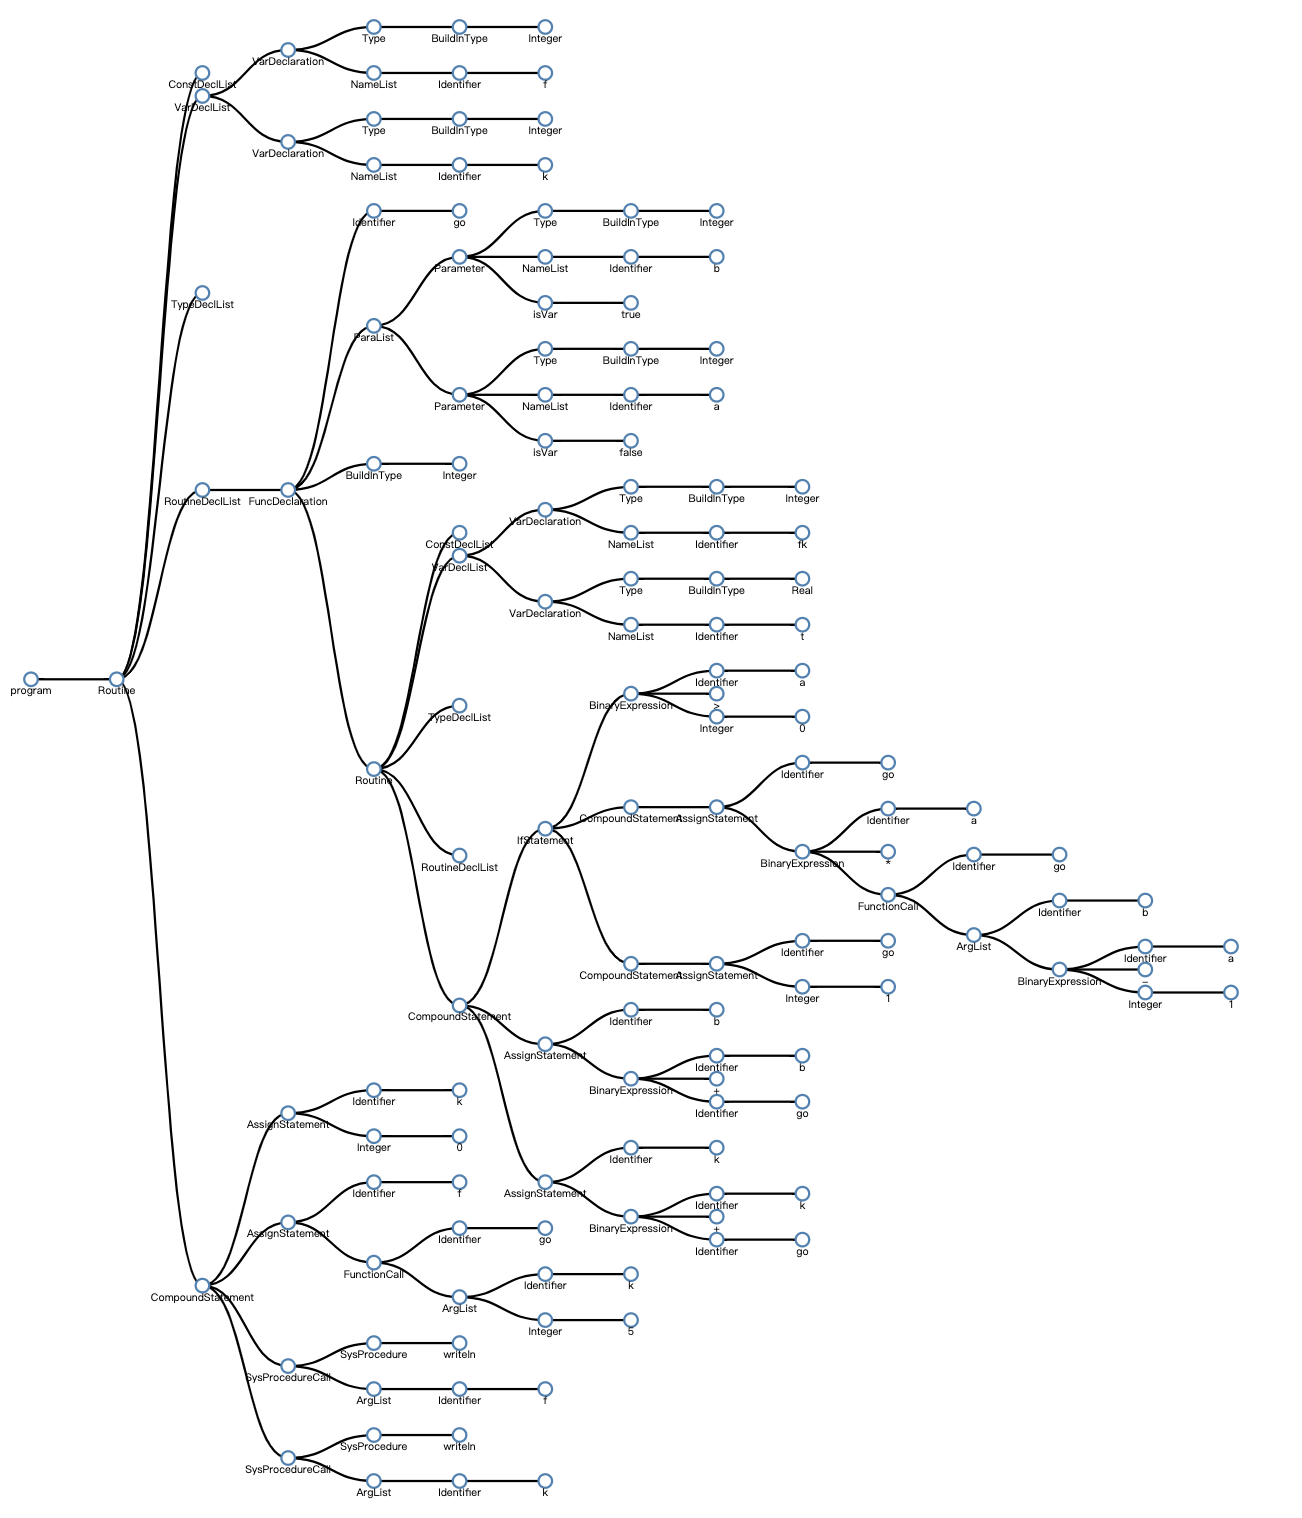 Type BuildInType Integer
VarDeclaration
ConstDeclList NameList Identifier f
VarDeclList
Type BuildInType Integer
VarDeclaration
NameList Identifier k
Identifier go Type BuildInType Integer
Parameter NameList Identifier b
TypeDeclList
isVar true
ParaList
Type BuildInType Integer
Parameter NameList Identifier a
isVar false
BuildInType Integer
RoutineDeclList FuncDeclaration Type BuildInType Integer
VarDeclaration
ConstDeclList NameList Identifier fk
VarDeclList
Type BuildInType Real
VarDeclaration
NameList Identifier t
Identifier a
program Routine
BinaryExpression >
TypeDeclList Integer 0
Routine Identifier go
CompoundStatement AssignStatement Identifier a
IfStatement
BinaryExpression *
RoutineDeclList Identifier go
FunctionCall
Identifier b
ArgList
Identifier go Identifier a
CompoundStatement AssignStatement BinaryExpression -
Integer 1 Integer 1
CompoundStatement Identifier b
AssignStatement Identifier b
BinaryExpression +
Identifier k Identifier go
AssignStatement
Integer 0 Identifier k
Identifier f AssignStatement Identifier k
BinaryExpression +
AssignStatement Identifier go Identifier go
FunctionCall
Identifier k
CompoundStatement ArgList
Integer 5
SysProcedure writeln
SysProcedureCall
ArgList Identifier f
SysProcedure writeln
SysProcedureCall
ArgList Identifier k